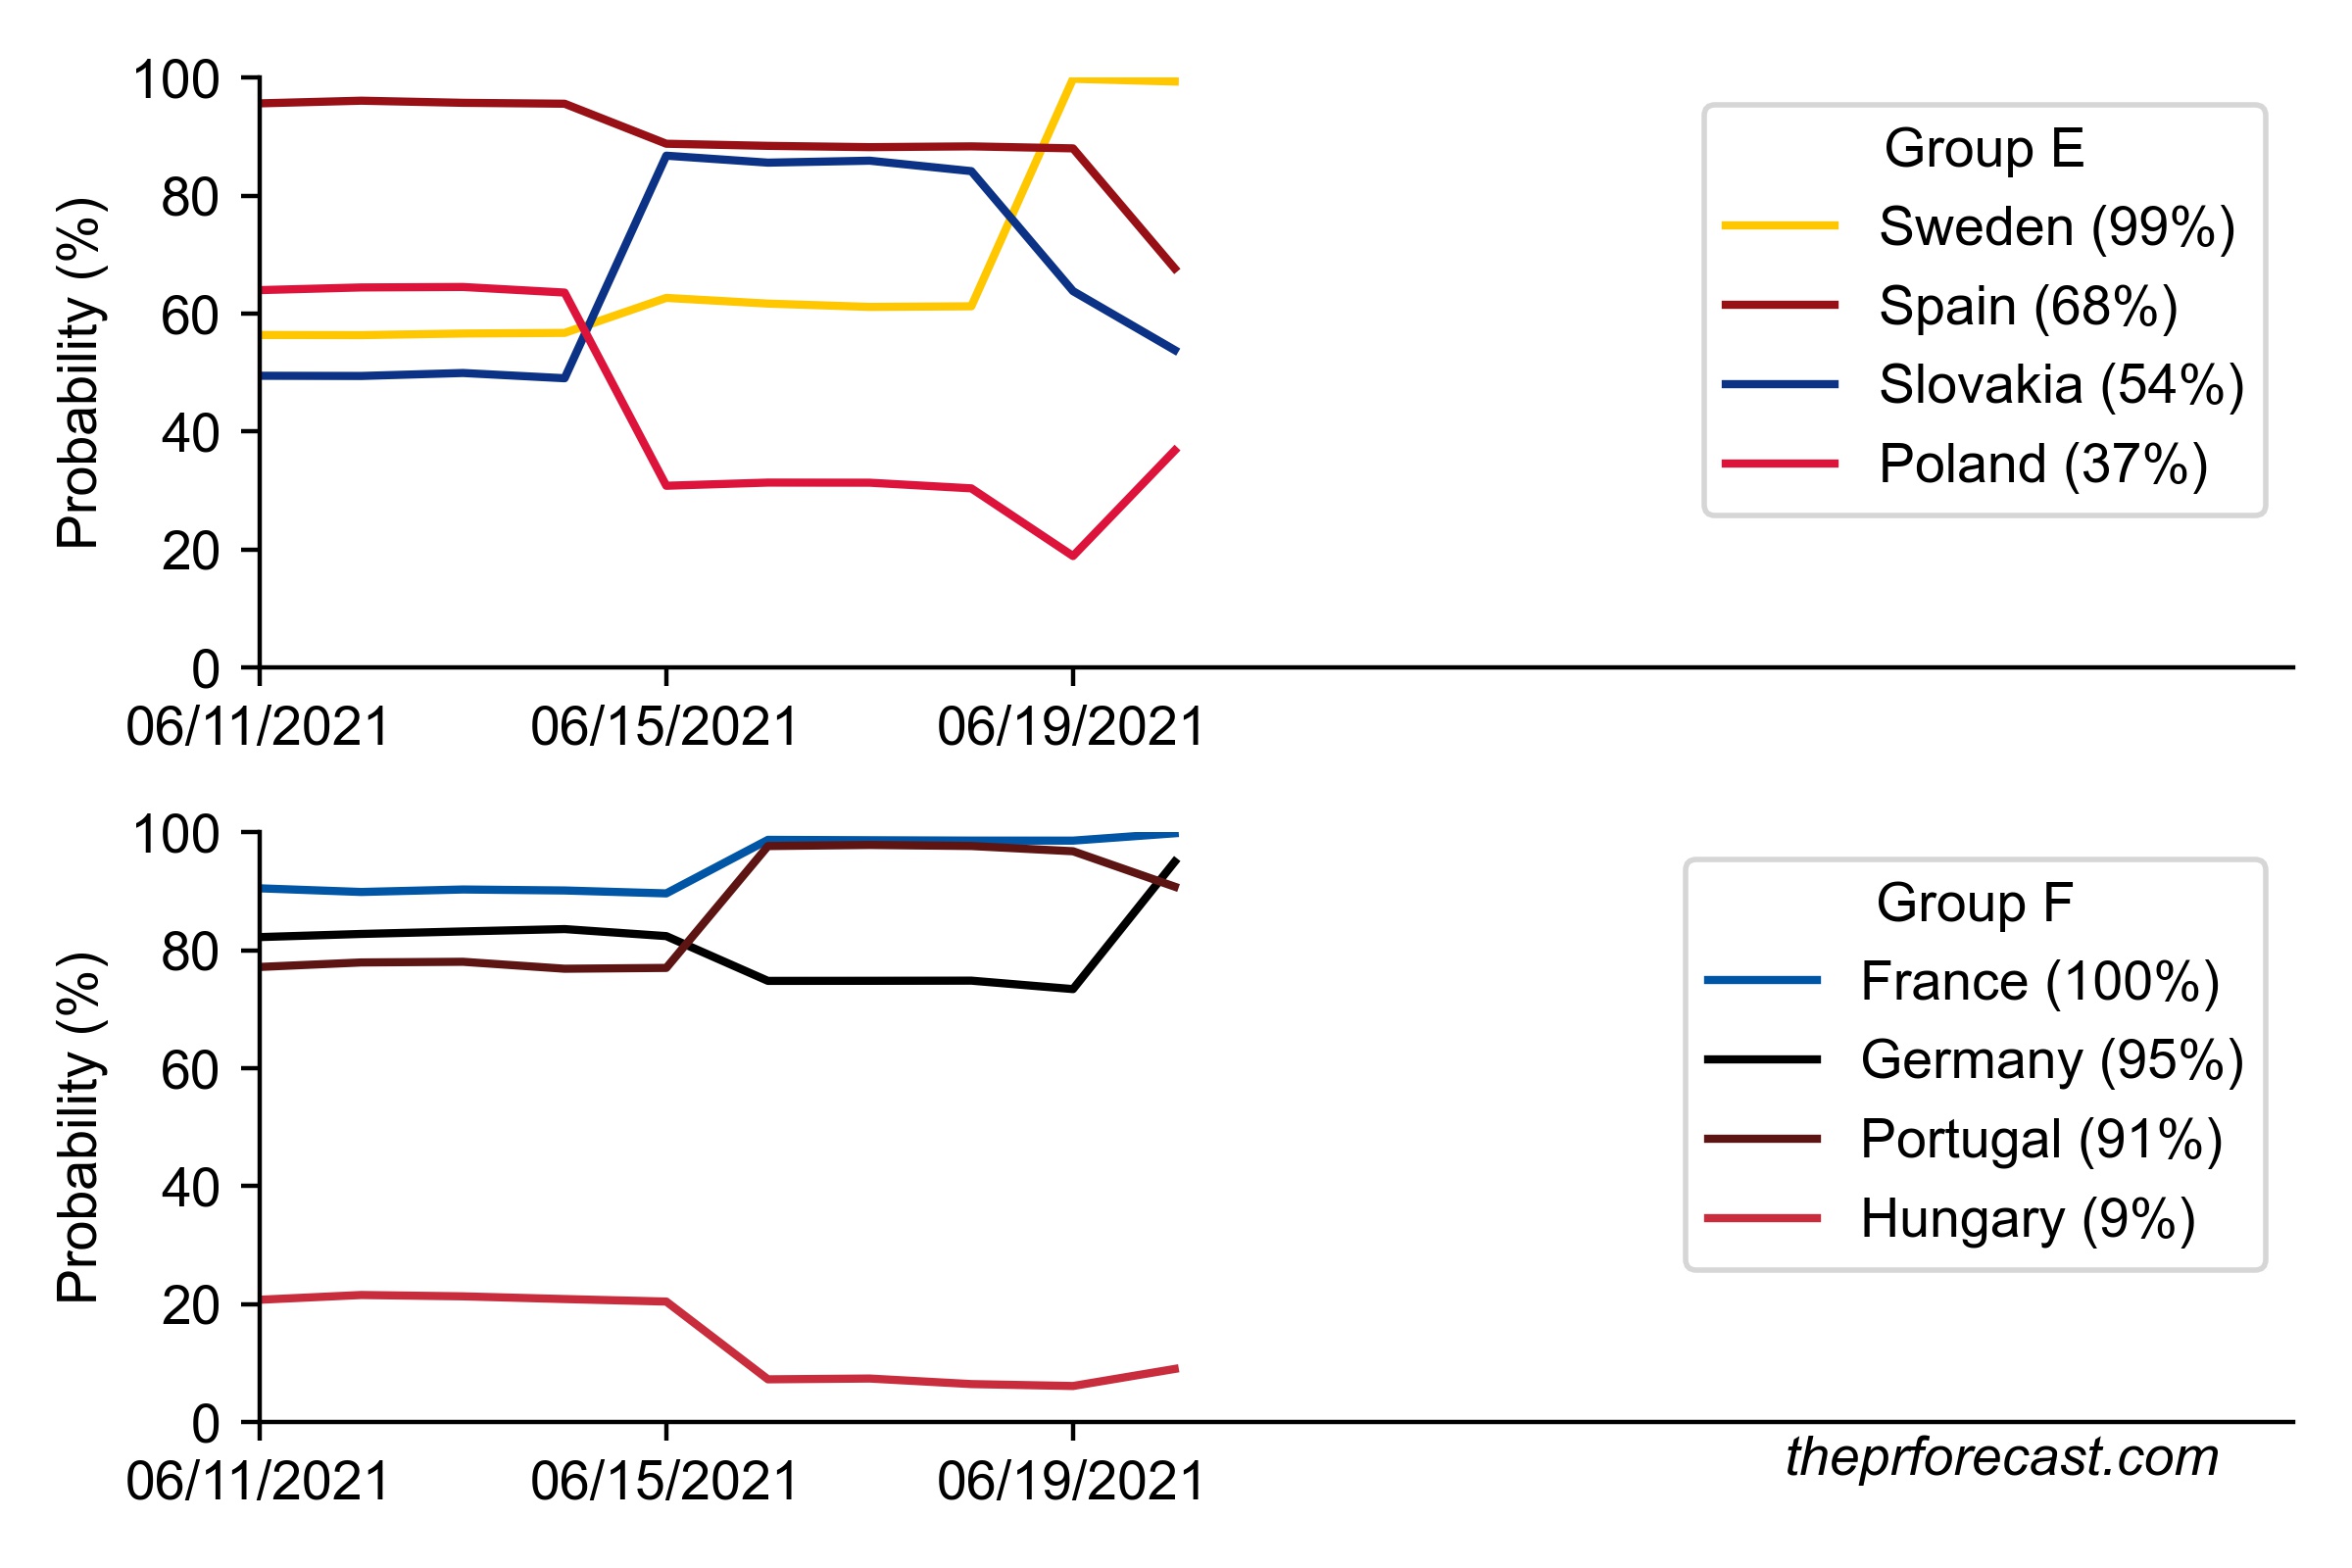 100
80
60
40
20
0
Probability (%)
06/11/2021
06/15/2021
06/19/2021
Group E
Sweden (99%)
Spain (68%)
Slovakia (54%)
Poland (37%)
100
80
60
40
20
0
Probability (%)
06/11/2021
06/15/2021
06/19/2021
Group F
France (100%)
Germany (95%)
Portugal (91%)
Hungary (9%)
theprforecast.com